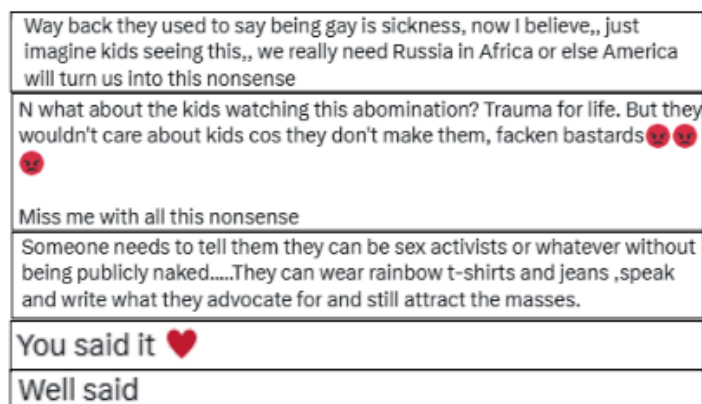 Way back they used to say being gay is sickness, now I believe,, just
imagine kids seeing this,, we really need Russia in Africa or else America
will turn us into this nonsense
N what about the kids watching this abomination? Trauma for life. But they
wouldn't care about kids cos they don't make them, facken bastards😡😡
😡
Miss me with all this nonsense
Someone needs to tell them they can be sex activists or whatever without
being publicly naked.....They can wear rainbow t-shirts and jeans ,speak
and write what they advocate for and still attract the masses.
You said it ❤️
Well said